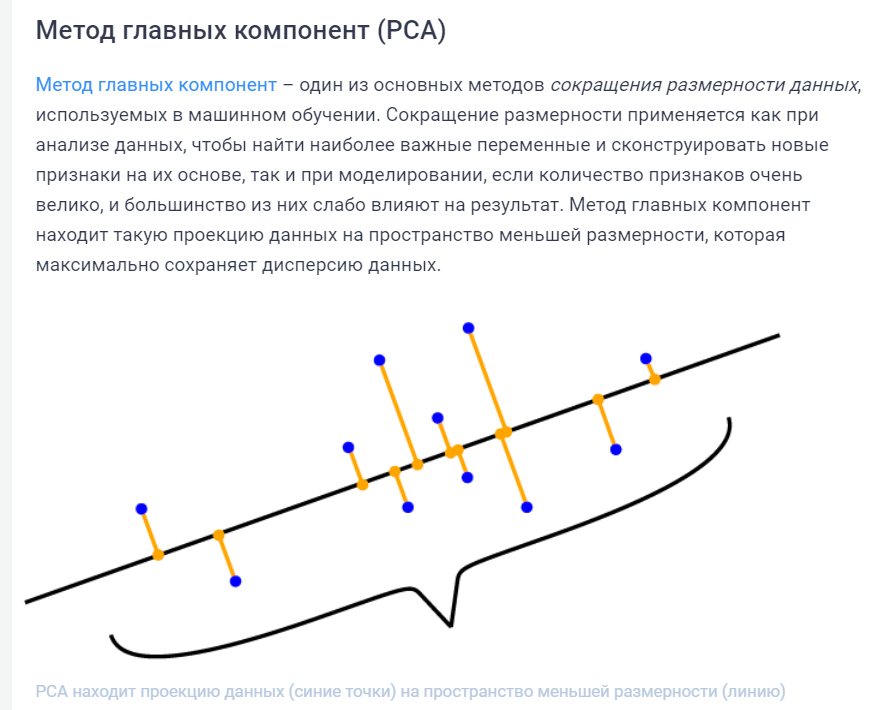 Метод главных компонент (PCA)
Метод главных компонент – один из основных методов сокращения размерности данных,
используемых в машинном обучении. Сокращение размерности применяется как при
анализе данных, чтобы найти наиболее важные переменные и сконструировать новые
признаки на их основе, так и при моделировании, если количество признаков очень
велико, и большинство из них слабо влияют на результат. Метод главных компонент
находит такую проекцию данных на пространство меньшей размерности, которая
максимально сохраняет дисперсию данных.
PCA находит проекцию данных (синие точки) на пространство меньшей размерности (линию)